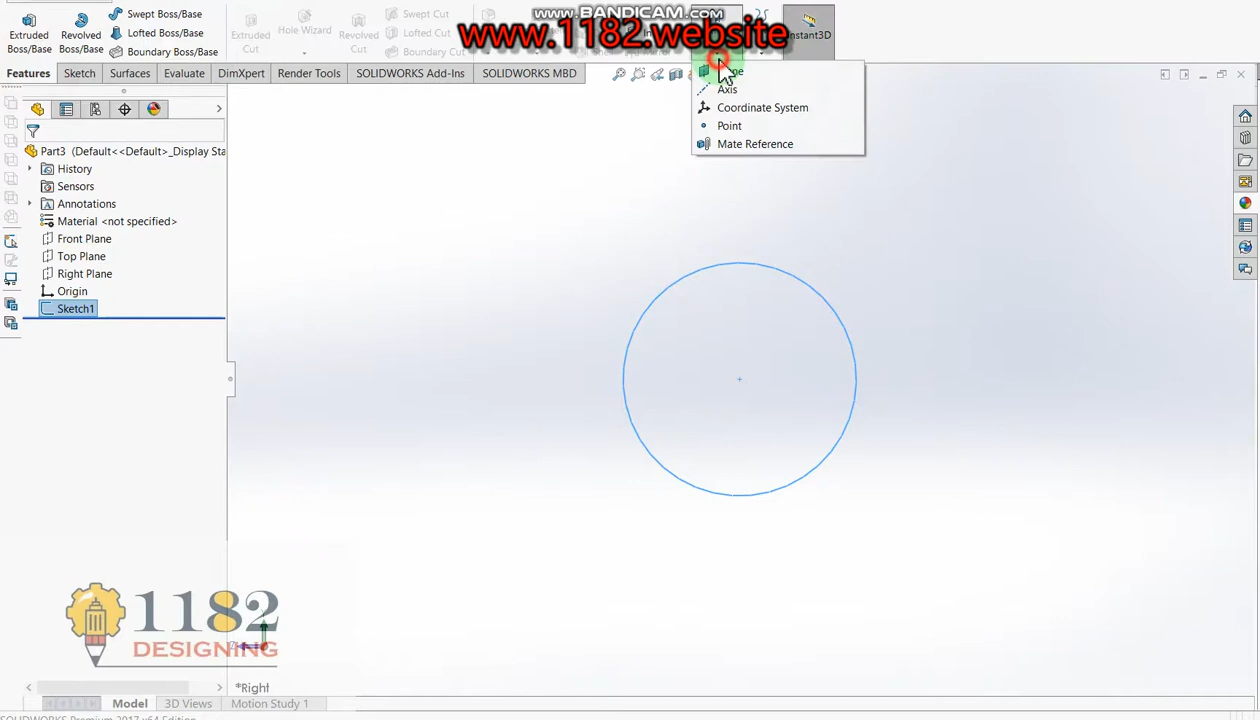 www.BANDICAM.com
www.1182.website
Extruded Boss/Base
Revolved Boss/Base
Swept Boss/Base
Lofted Boss/Base
Boundary Boss/Base
Extruded Cut
Hole Wizard
Revolved Cut
Swept Cut
Lofted Cut
Boundary Cut
Instant3D
Features
Sketch
Surfaces
Evaluate
DimXpert
Render Tools
SOLIDWORKS Add-Ins
SOLIDWORKS MBD
Axis
Coordinate System
Point
Mate Reference
Part3 (Default<<Default>_Display Sta
History
Sensors
Annotations
Material <not specified>
Front Plane
Top Plane
Right Plane
Origin
Sketch1
1182
DESIGNING
*Right
Model
3D Views
Motion Study 1
SOLIDWORKS Premium 2017 x64 Edition